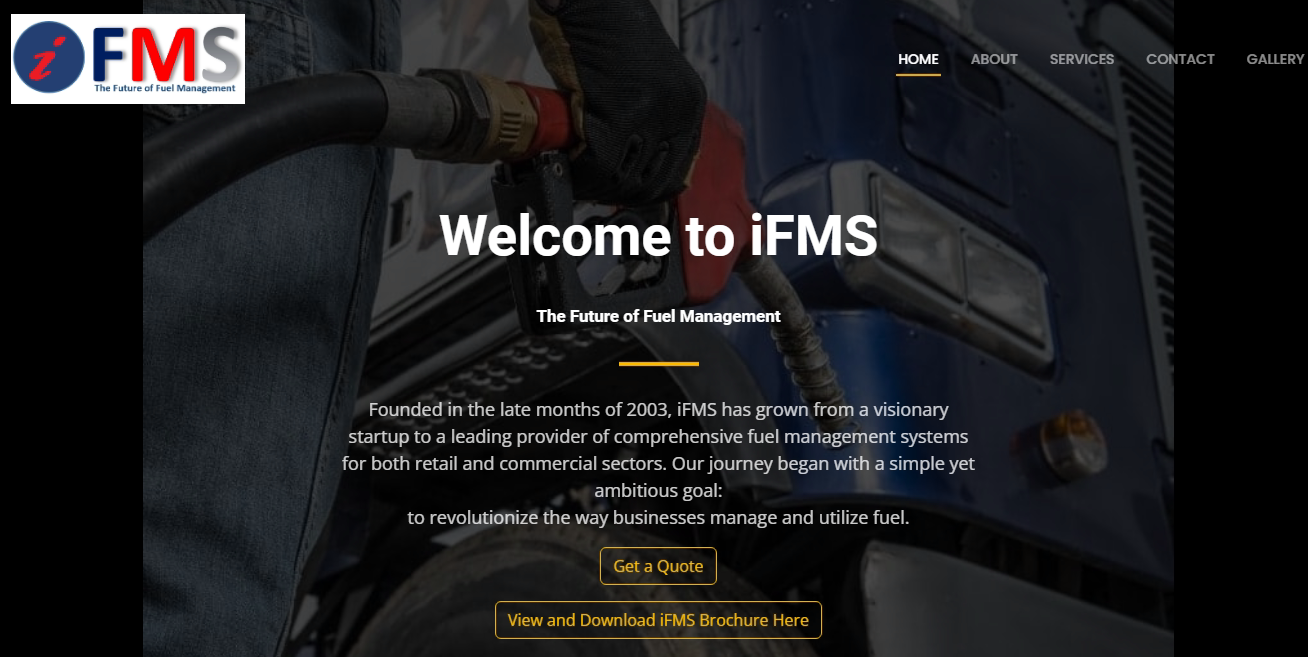 i FMS
The Future of Fuel Management
HOME ABOUT SERVICES CONTACT GALLERY
Welcome to iFMS
The Future of Fuel Management
Founded in the late months of 2003, iFMS has grown from a visionary
startup to a leading provider of comprehensive fuel management systems
for both retail and commercial sectors. Our journey began with a simple yet
ambitious goal:
to revolutionize the way businesses manage and utilize fuel.
Get a Quote
View and Download iFMS Brochure Here